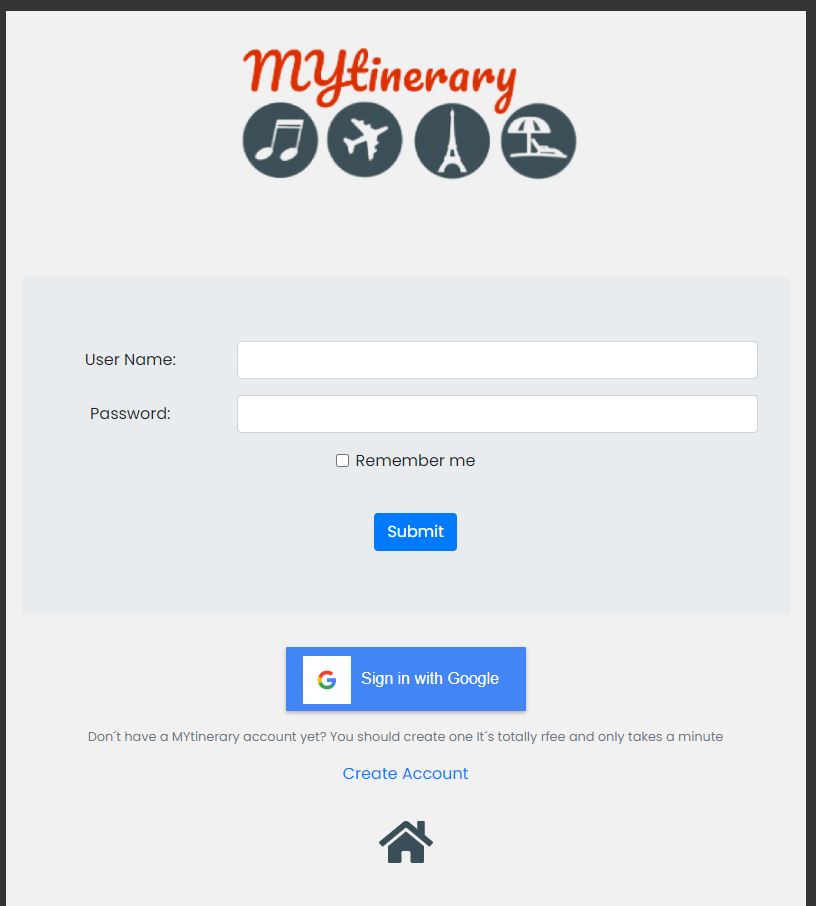 MYtinerary
User Name:
Password:
Remember me
Submit
Sign in with Google
Don´t have a MYtinerary account yet? You should create one It´s totally rfee and only takes a minute
Create Account